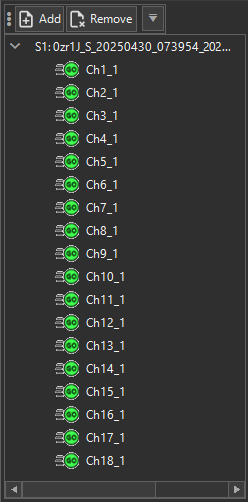 Add Remove
S1: 0zr1J_S_20250430_073954_202...
Ch1_1
Ch2_1
Ch3_1
Ch4_1
Ch5_1
Ch6_1
Ch7_1
Ch8_1
Ch9_1
Ch10_1
Ch11_1
Ch12_1
Ch13_1
Ch14_1
Ch15_1
Ch16_1
Ch17_1
Ch18_1